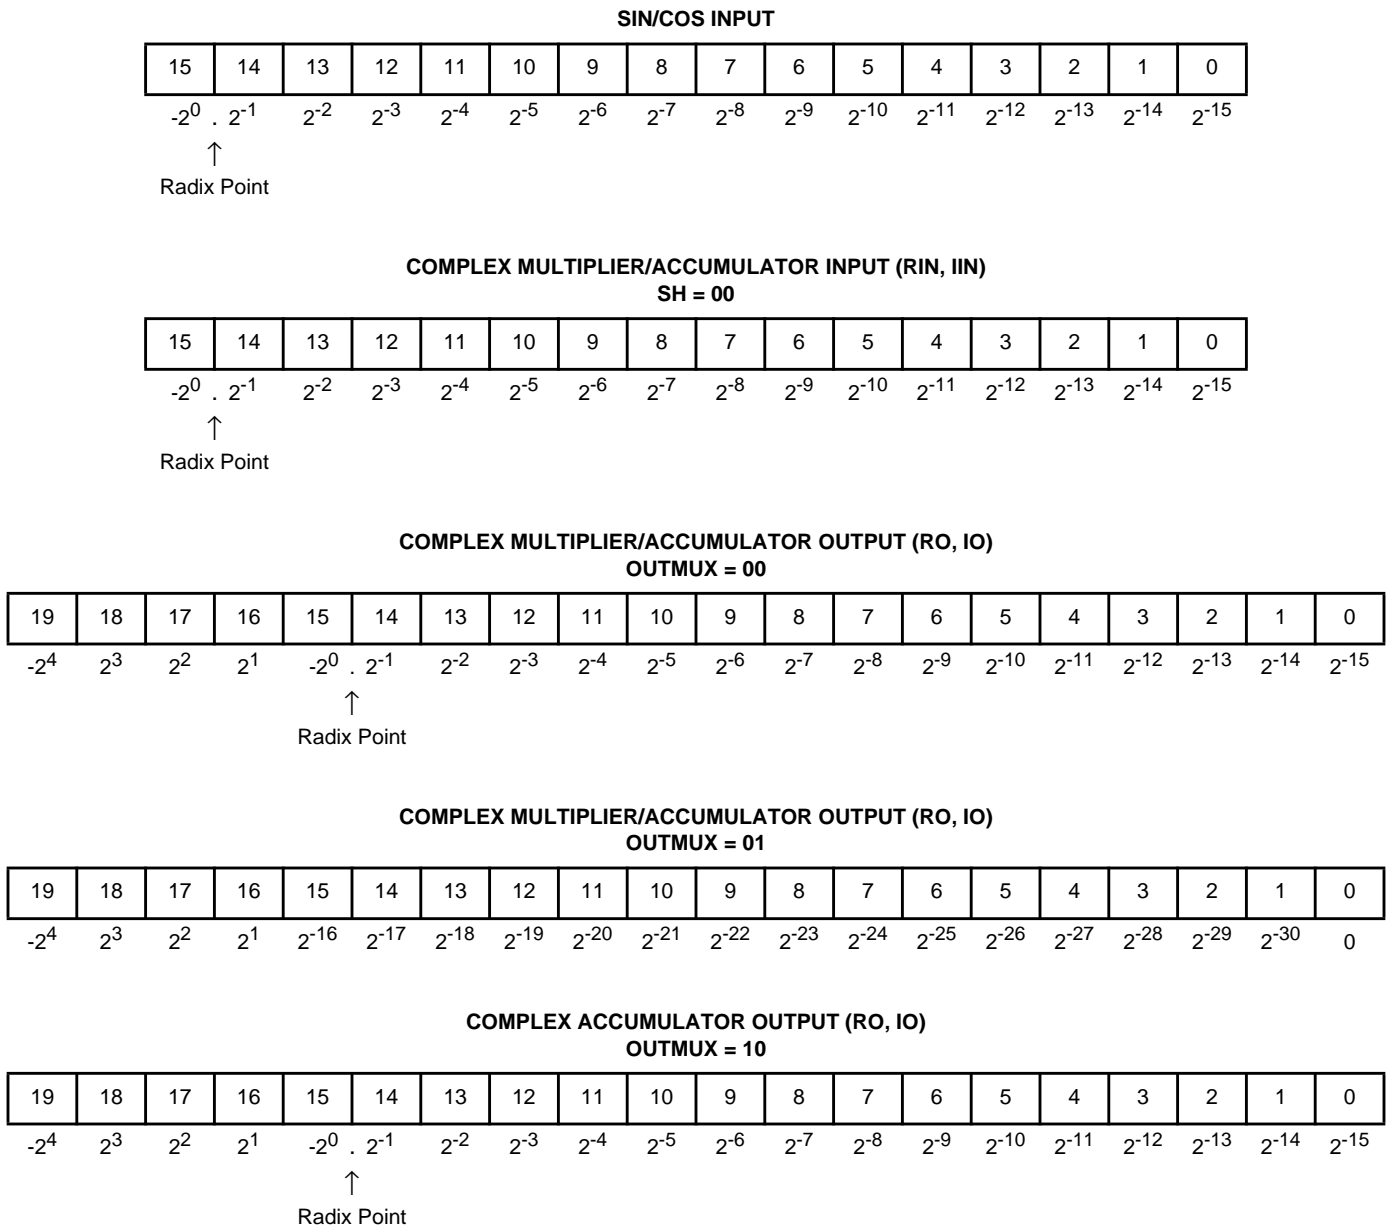 SIN/COS INPUT
15 14 13 12 11 10 9 8 7 6 5 4 3 2 1 0
-2^0 . 2^-1 2^-2 2^-3 2^-4 2^-5 2^-6 2^-7 2^-8 2^-9 2^-10 2^-11 2^-12 2^-13 2^-14 2^-15
↑
Radix Point
COMPLEX MULTIPLIER/ACCUMULATOR INPUT (RIN, IIN)
SH = 00
15 14 13 12 11 10 9 8 7 6 5 4 3 2 1 0
-2^0 . 2^-1 2^-2 2^-3 2^-4 2^-5 2^-6 2^-7 2^-8 2^-9 2^-10 2^-11 2^-12 2^-13 2^-14 2^-15
↑
Radix Point
COMPLEX MULTIPLIER/ACCUMULATOR OUTPUT (RO, IO)
OUTMUX = 00
19 18 17 16 15 14 13 12 11 10 9 8 7 6 5 4 3 2 1 0
-2^4 2^3 2^2 2^1 -2^0 . 2^-1 2^-2 2^-3 2^-4 2^-5 2^-6 2^-7 2^-8 2^-9 2^-10 2^-11 2^-12 2^-13 2^-14 2^-15
↑
Radix Point
COMPLEX MULTIPLIER/ACCUMULATOR OUTPUT (RO, IO)
OUTMUX = 01
19 18 17 16 15 14 13 12 11 10 9 8 7 6 5 4 3 2 1 0
-2^4 2^3 2^2 2^1 2^-16 2^-17 2^-18 2^-19 2^-20 2^-21 2^-22 2^-23 2^-24 2^-25 2^-26 2^-27 2^-28 2^-29 2^-30 0
COMPLEX ACCUMULATOR OUTPUT (RO, IO)
OUTMUX = 10
19 18 17 16 15 14 13 12 11 10 9 8 7 6 5 4 3 2 1 0
-2^4 2^3 2^2 2^1 -2^0 . 2^-1 2^-2 2^-3 2^-4 2^-5 2^-6 2^-7 2^-8 2^-9 2^-10 2^-11 2^-12 2^-13 2^-14 2^-15
↑
Radix Point